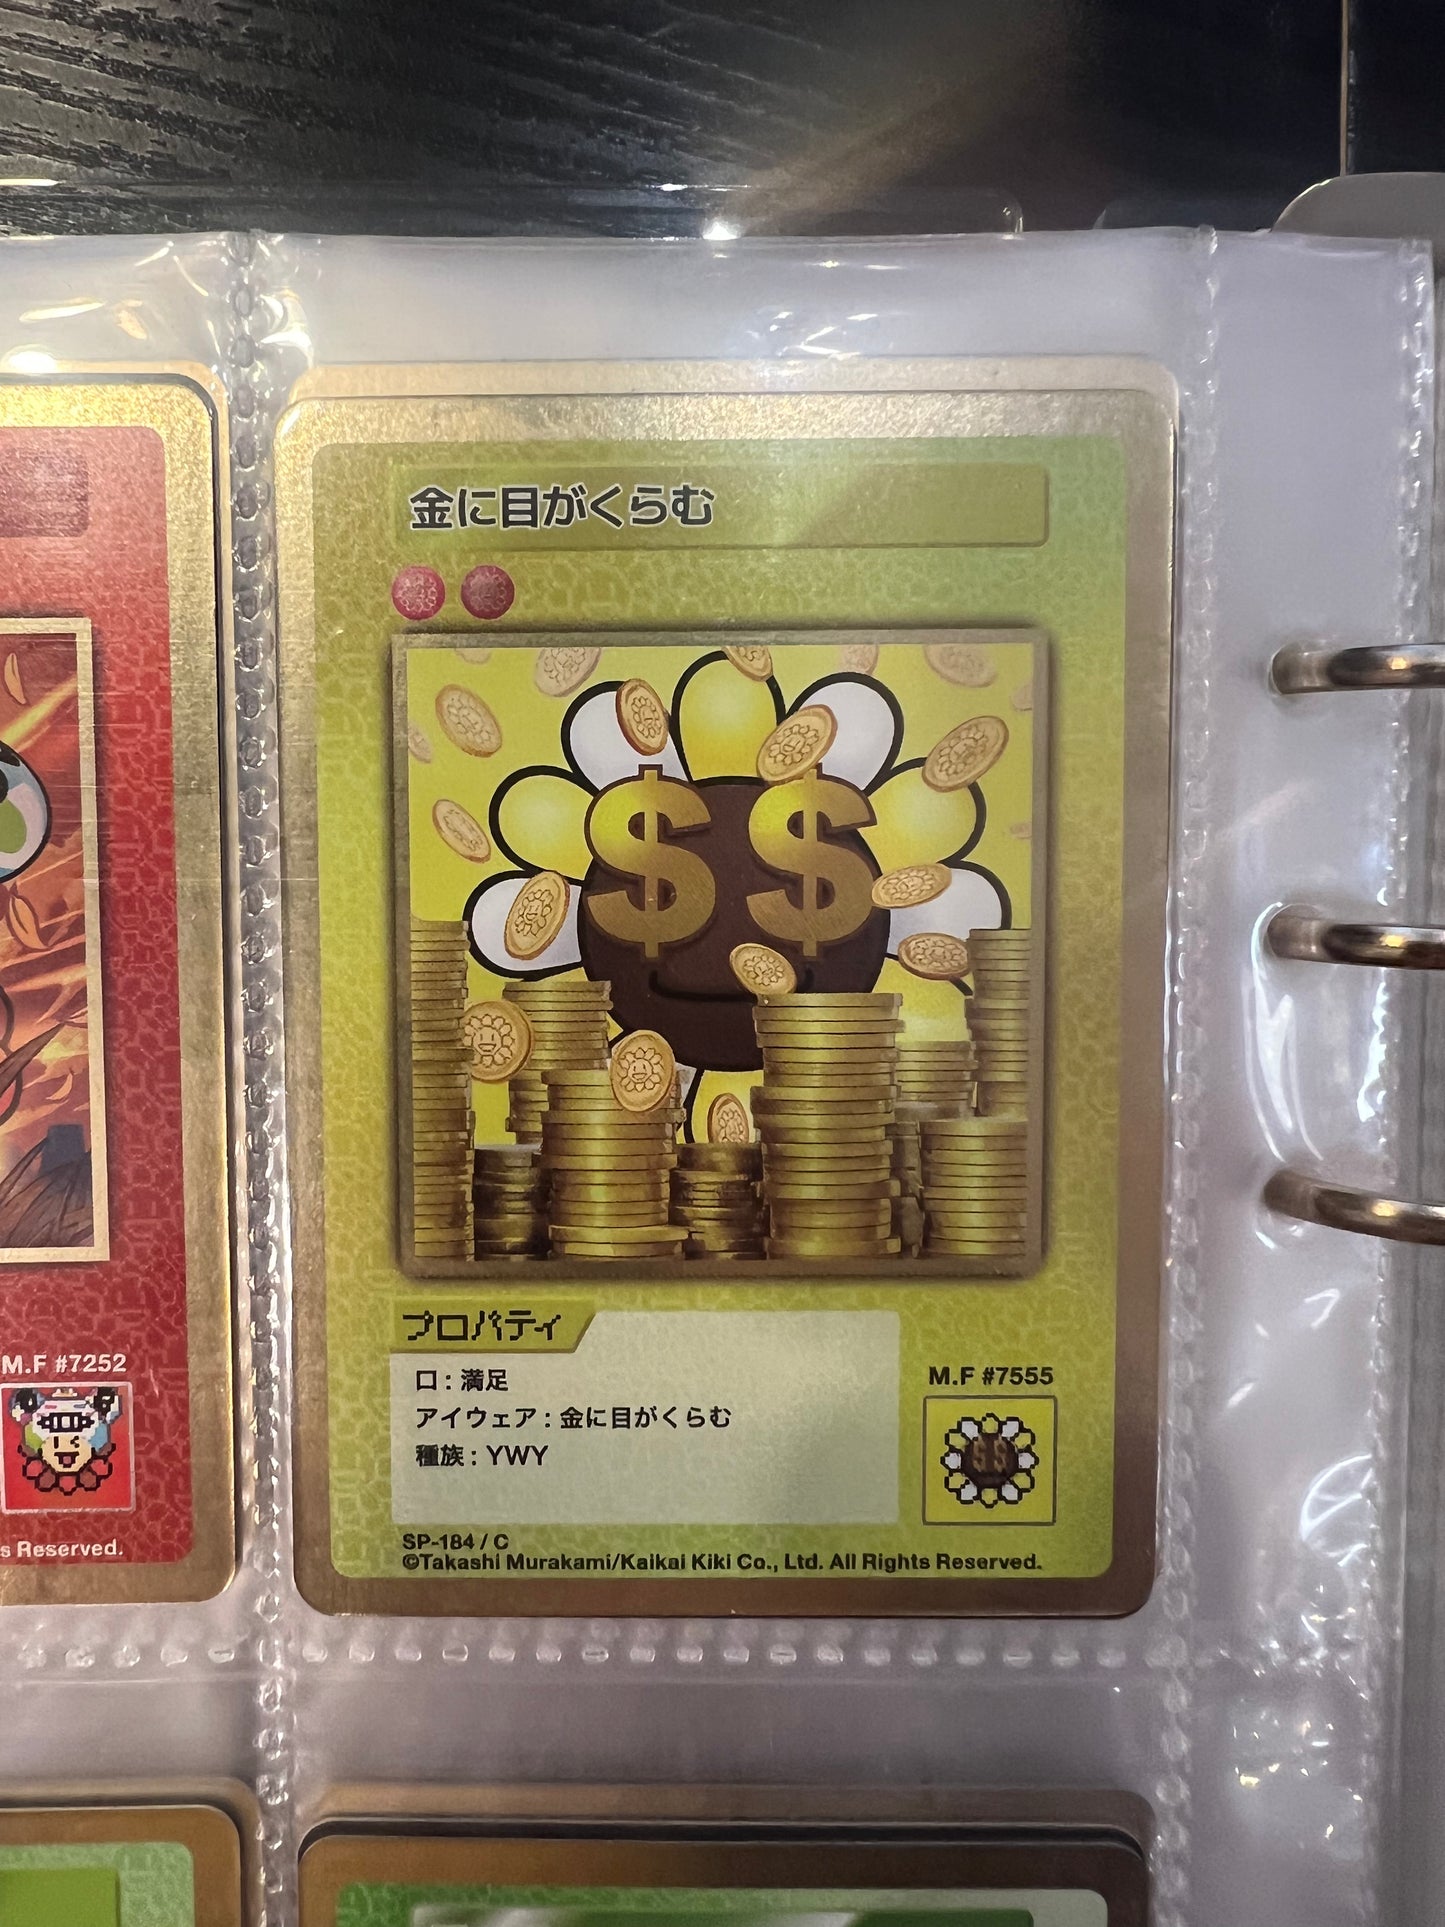 金に目がくらむ
プロパティ
口 : 満足
アイウェア : 金に目がくらむ
種族 : YWY
M.F #7555
SP-184 / C
©Takashi Murakami/Kaikai Kiki Co., Ltd. All Rights Reserved.
M.F #7252
s Reserved.